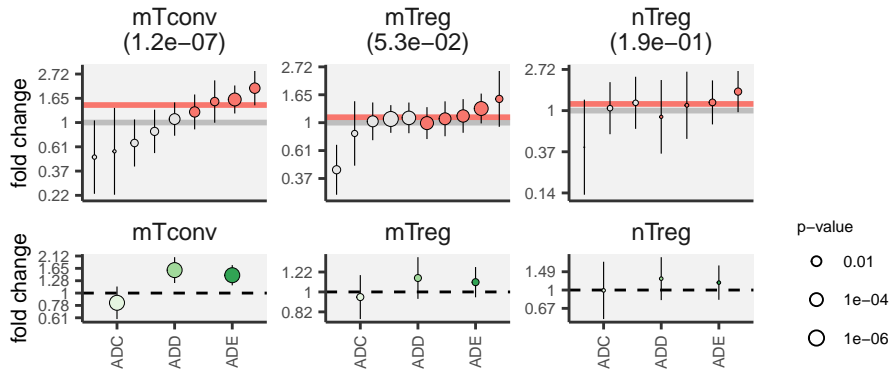 mTconv
(1.2e−07)
mTreg
(5.3e−02)
nTreg
(1.9e−01)
fold change
2.72
1.65
1
0.61
0.37
0.22
2.72
1.65
1
0.61
0.37
2.72
1
0.37
0.14
mTconv
mTreg
nTreg
fold change
2.12
1.65
1.28
1
0.78
0.61
1.22
1
0.82
1.49
1
0.67
ADC
ADD
ADE
ADC
ADD
ADE
ADC
ADD
ADE
p−value
0.01
1e−04
1e−06